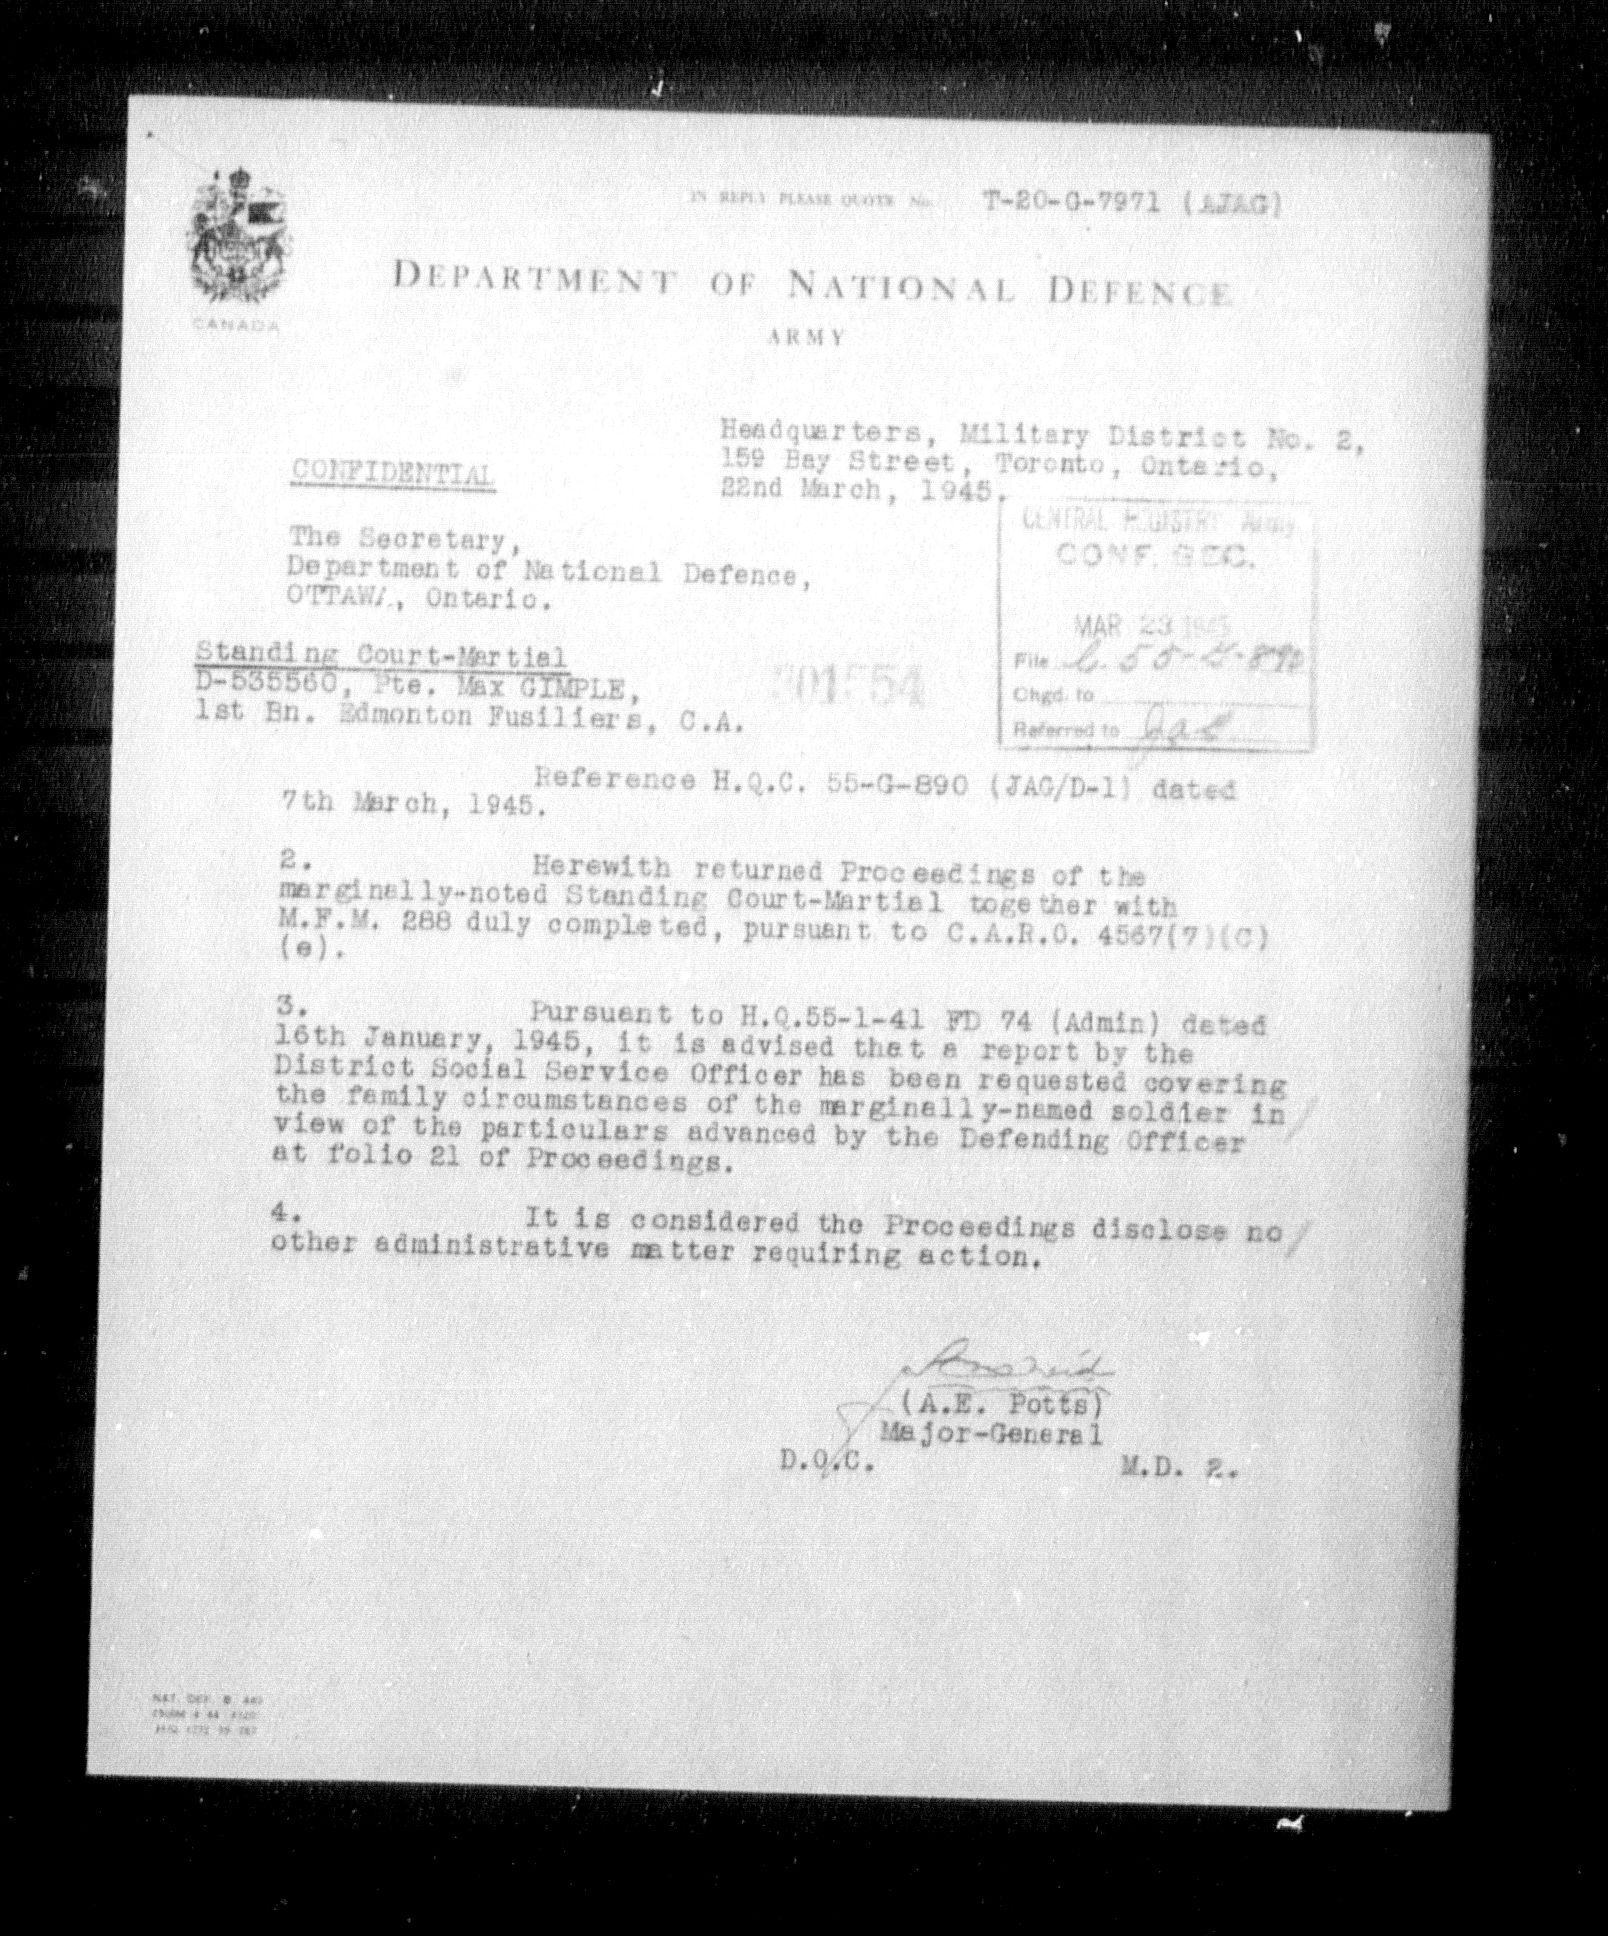 IN REPLY PLEASE QUOTE No. T-20-G-7971 (AJAG)
CANADA
DEPARTMENT OF NATIONAL DEFENCE
ARMY
Headquarters, Military District No. 2,
159 Bay Street, Toronto, Ontario,
22nd March, 1945.
CONFIDENTIAL
The Secretary,
Department of National Defence,
OTTAWA, Ontario.
CENTRAL REGISTRY Army
CONF. SEC.
MAR 23 1945
File C. 55-G-890
Chgd. to
Referred to Jag
Standing Court-Martial
D-535560, Pte. Max GIMPLE,
1st Bn. Edmonton Fusiliers, C.A.
Reference H.Q.C. 55-G-890 (JAG/D-1) dated
7th March, 1945.
2. Herewith returned Proceedings of the
marginally-noted Standing Court-Martial together with
M.F.M. 288 duly completed, pursuant to C.A.R.O. 4567(7)(C)
(e).
3. Pursuant to H.Q.55-1-41 FD 74 (Admin) dated
16th January, 1945, it is advised that a report by the
District Social Service Officer has been requested covering
the family circumstances of the marginally-named soldier in
view of the particulars advanced by the Defending Officer
at folio 21 of Proceedings.
4. It is considered the Proceedings disclose no
other administrative matter requiring action.
(A.E. Potts)
Major-General
D.O.C. M.D. 2.
NAT. DEF. B